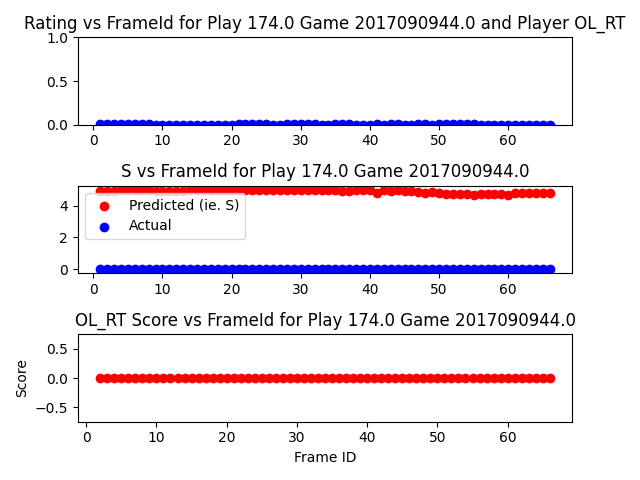 Rating vs FrameId for Play 174.0 Game 2017090944.0 and Player OL_RT
1.0
0.5
0.0
0 10 20 30 40 50 60
S vs FrameId for Play 174.0 Game 2017090944.0
4
2
0
Predicted (ie. S)
Actual
0 10 20 30 40 50 60
OL_RT Score vs FrameId for Play 174.0 Game 2017090944.0
Score
0.5
0.0
−0.5
0 10 20 30 40 50 60
Frame ID